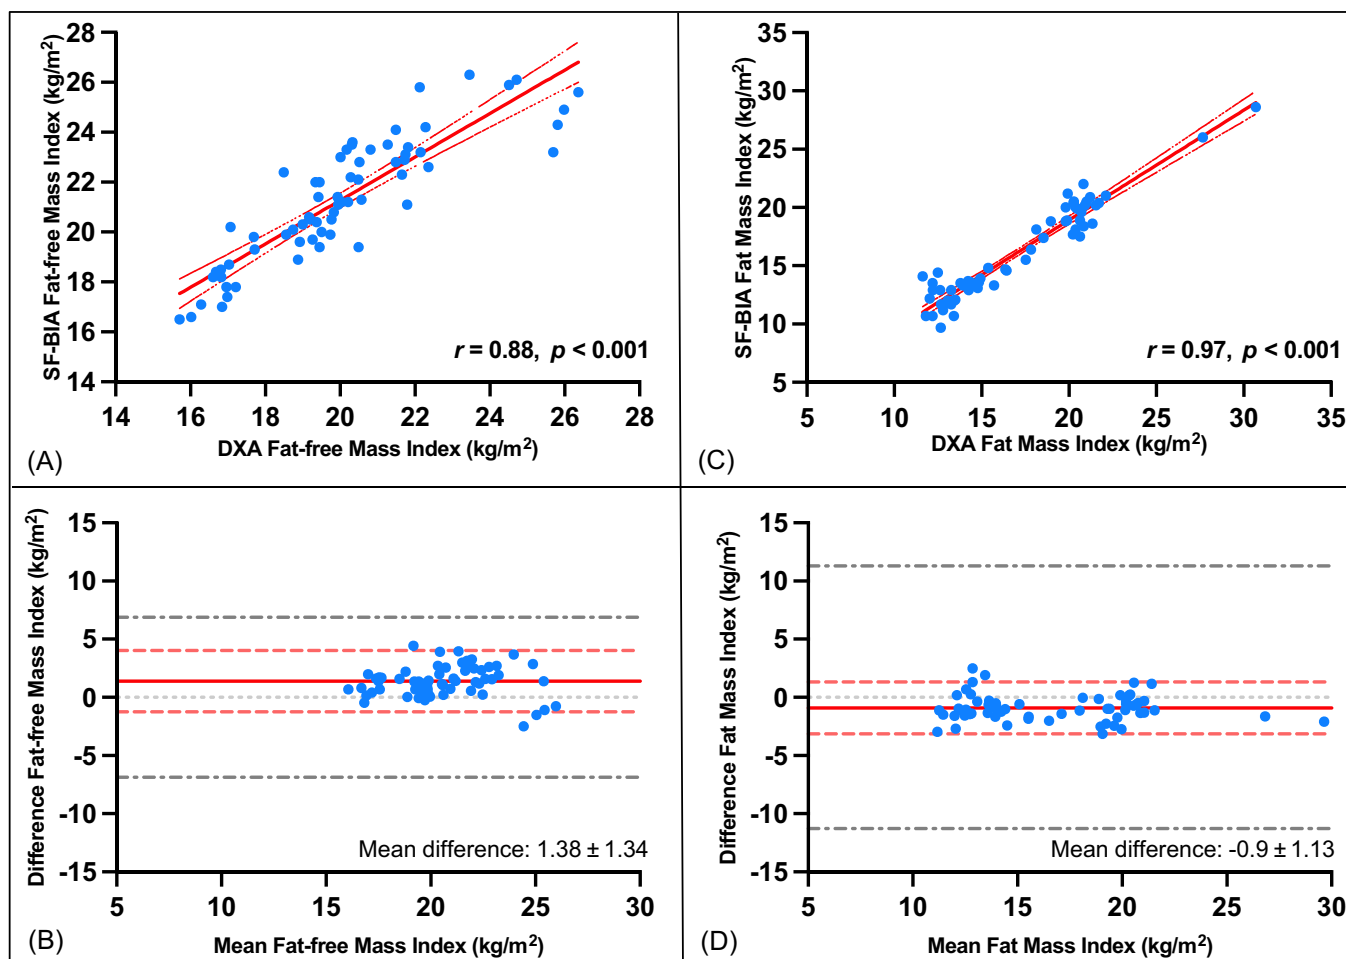 SF-BIA Fat-free Mass Index (kg/m²)
28
26
24
22
20
18
16
14
14 16 18 20 22 24 26 28
r = 0.88, p < 0.001
DXA Fat-free Mass Index (kg/m²)
(A)
SF-BIA Fat Mass Index (kg/m²)
35
30
25
20
15
10
5
5 10 15 20 25 30 35
r = 0.97, p < 0.001
DXA Fat Mass Index (kg/m²)
(C)
Difference Fat-free Mass Index (kg/m²)
15
10
5
0
-5
-10
-15
5 10 15 20 25 30
Mean difference: 1.38 ± 1.34
Mean Fat-free Mass Index (kg/m²)
(B)
Difference Fat Mass Index (kg/m²)
15
10
5
0
-5
-10
-15
5 10 15 20 25 30
Mean difference: -0.9 ± 1.13
Mean Fat Mass Index (kg/m²)
(D)